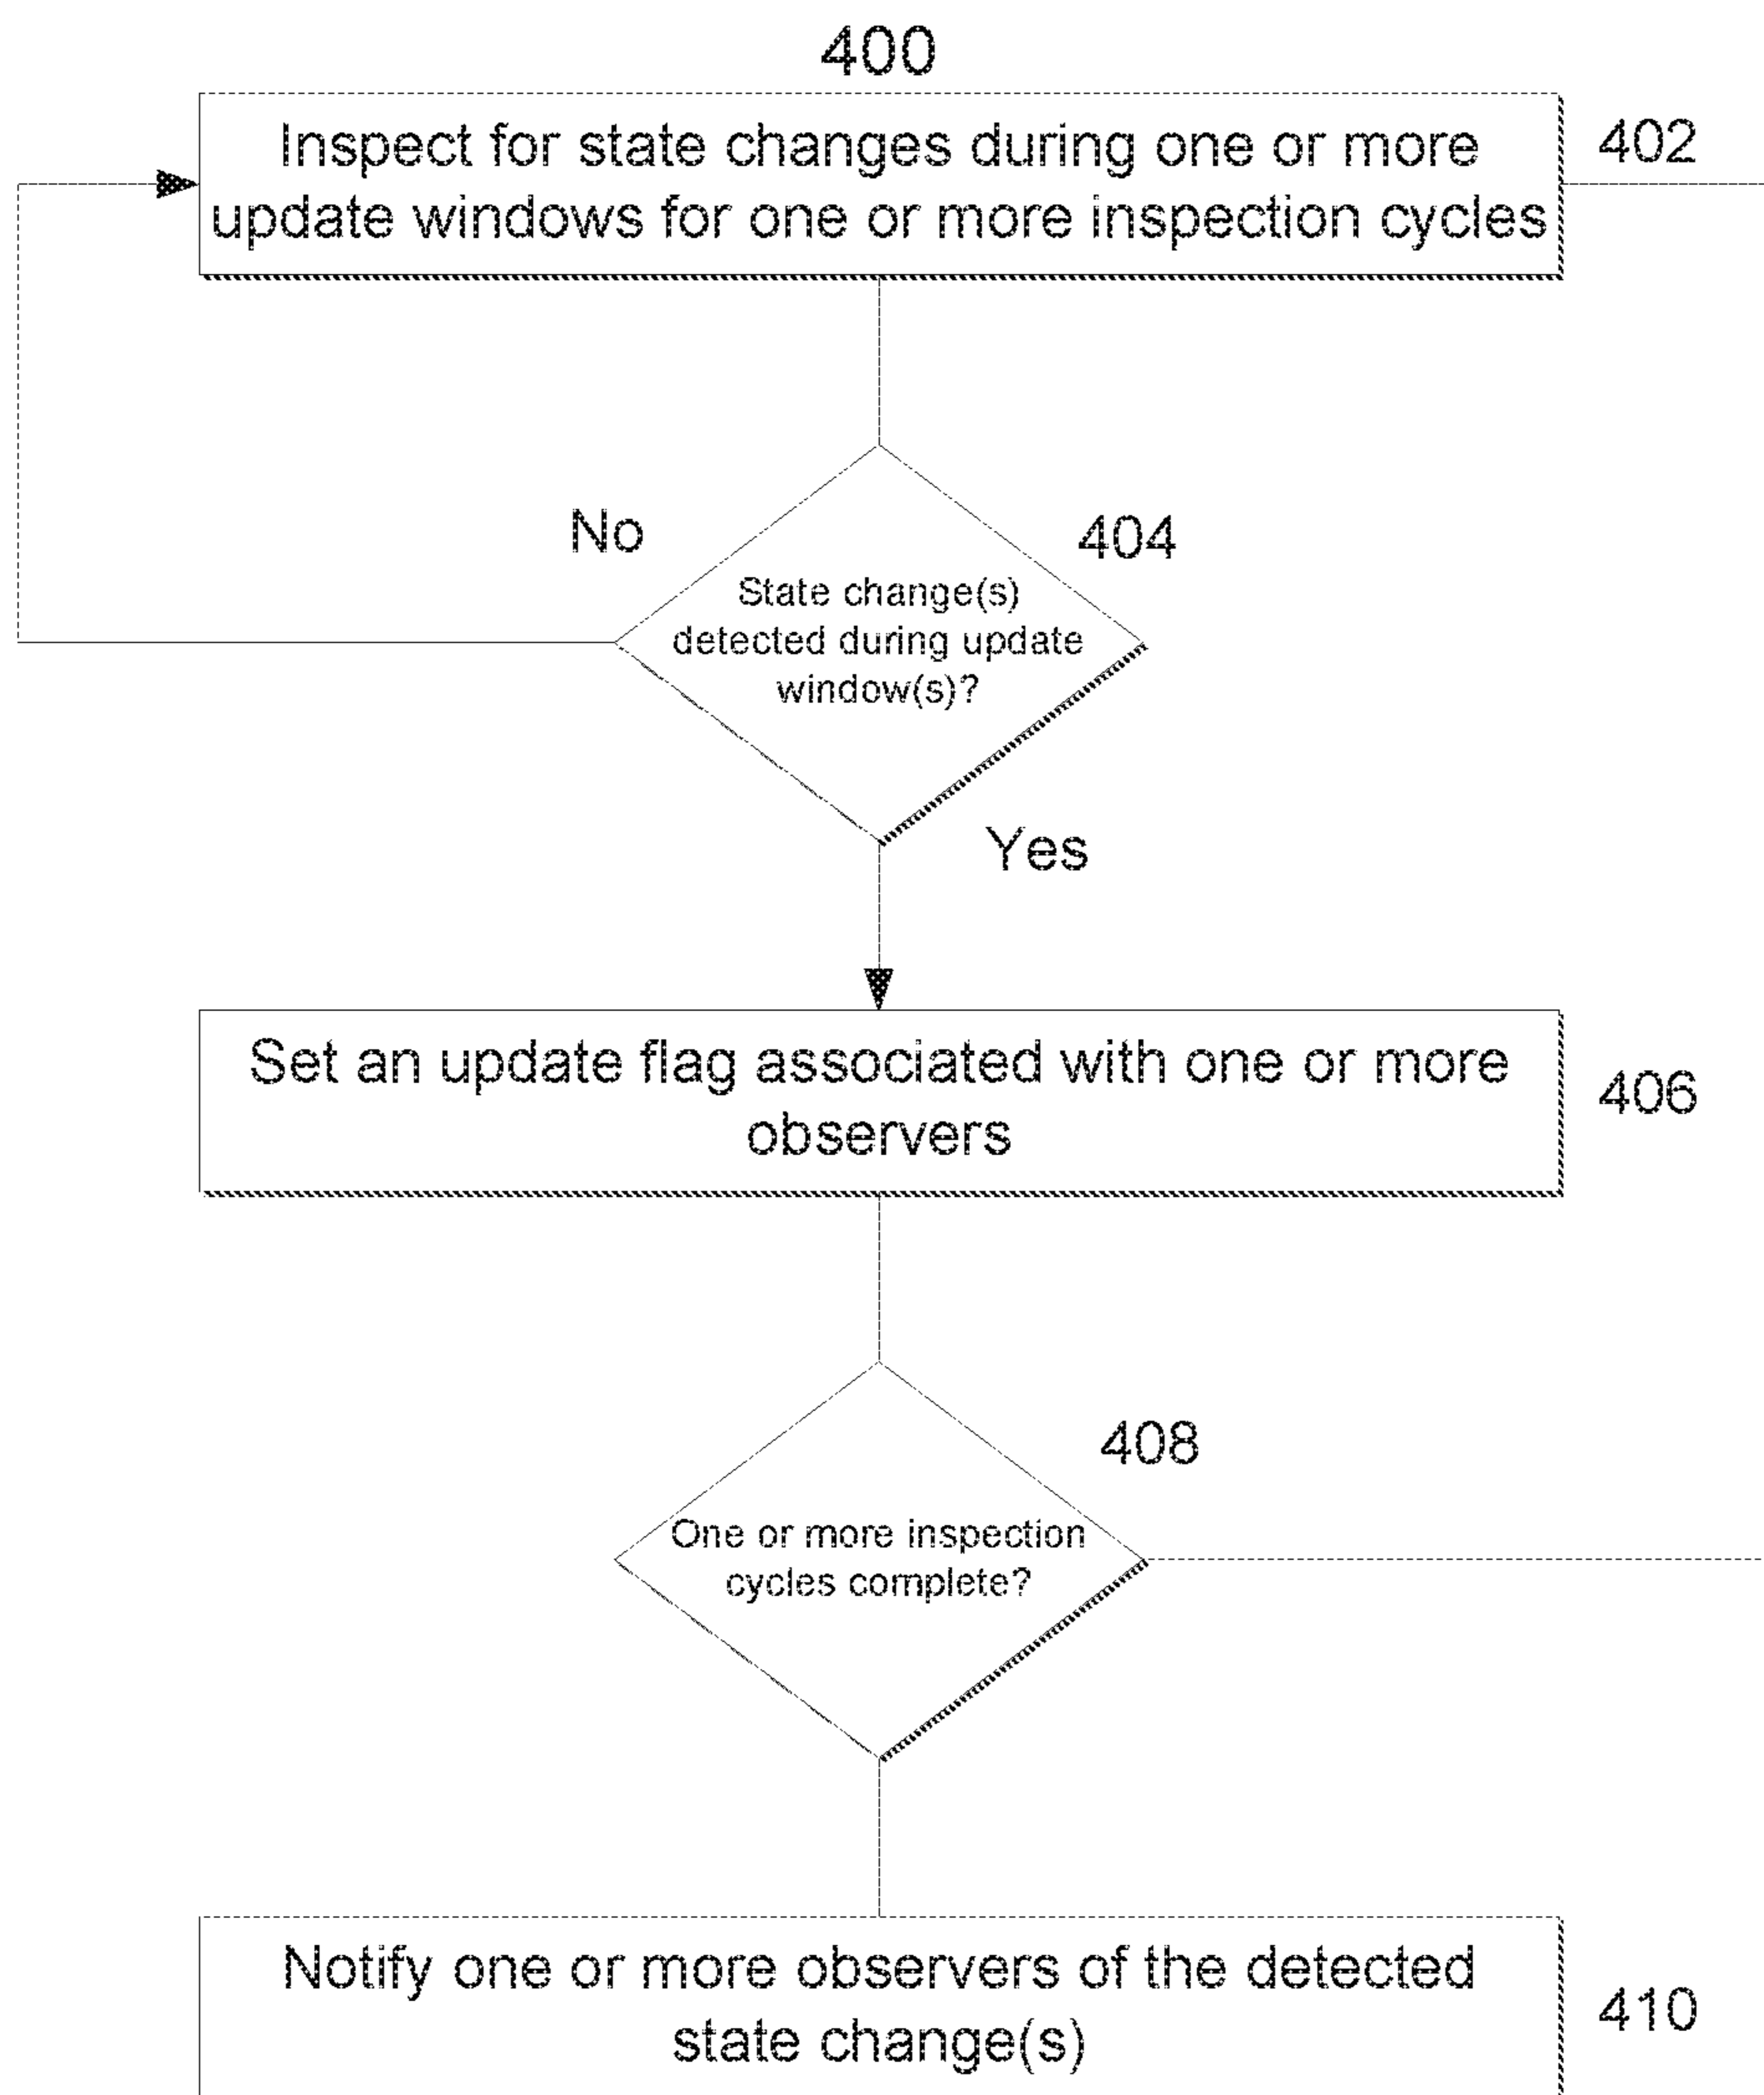 400
Inspect for state changes during one or more
update windows for one or more inspection cycles
402
No
404
State change(s)
detected during update
window(s)?
Yes
Set an update flag associated with one or more
observers
406
408
One or more inspection
cycles complete?
Notify one or more observers of the detected
state change(s)
410